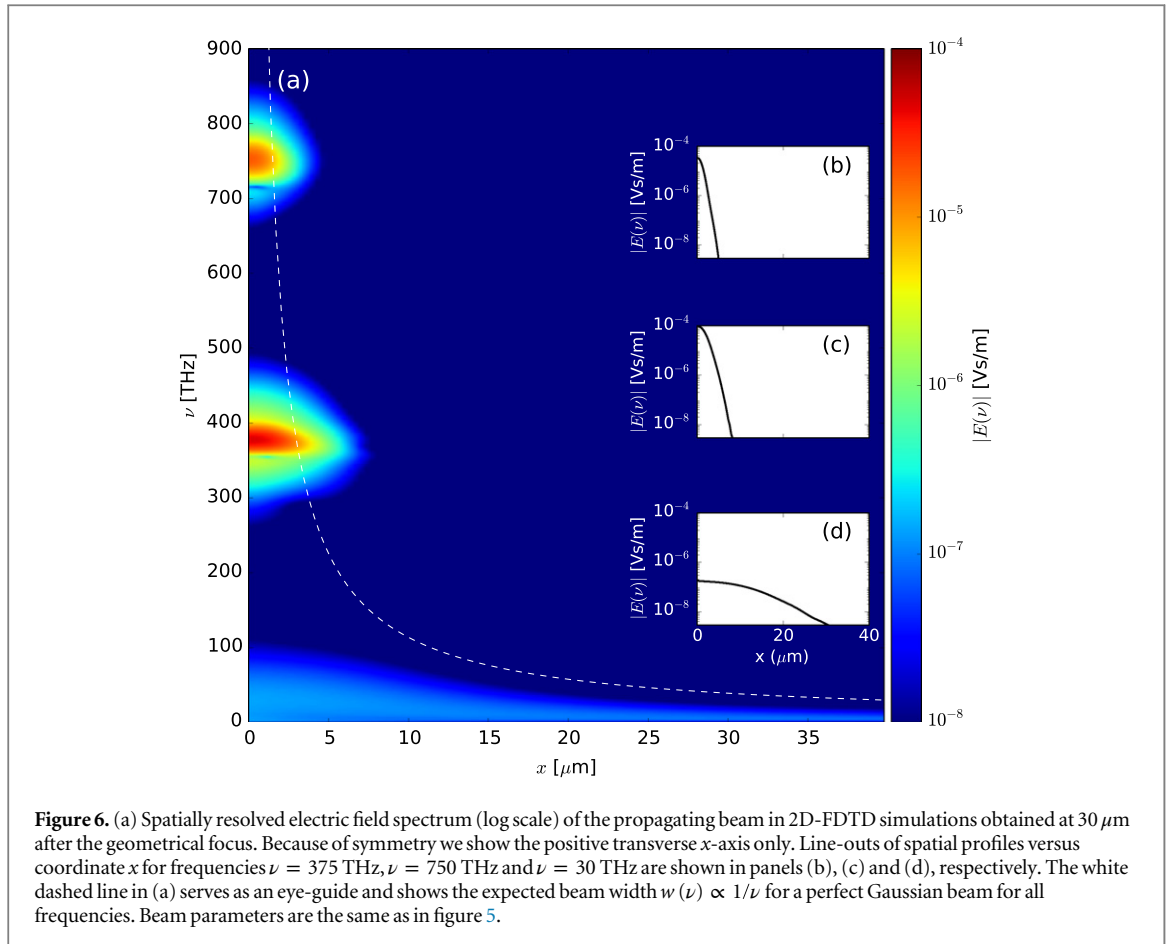 900
800
700
600
500
400
300
200
100
0
ν [THz]
0 5 10 15 20 25 30 35
x [μm]
(a)
10⁻⁴
10⁻⁵
10⁻⁶
10⁻⁷
10⁻⁸
|E(ν)| [Vs/m]
(b)
10⁻⁴
10⁻⁶
10⁻⁸
|E(ν)| [Vs/m]
(c)
10⁻⁴
10⁻⁶
10⁻⁸
|E(ν)| [Vs/m]
(d)
10⁻⁴
10⁻⁶
10⁻⁸
|E(ν)| [Vs/m]
0 20 40
x (μm)
Figure 6. (a) Spatially resolved electric field spectrum (log scale) of the propagating beam in 2D-FDTD simulations obtained at 30 μm
after the geometrical focus. Because of symmetry we show the positive transverse x-axis only. Line-outs of spatial profiles versus
coordinate x for frequencies ν = 375 THz, ν = 750 THz and ν = 30 THz are shown in panels (b), (c) and (d), respectively. The white
dashed line in (a) serves as an eye-guide and shows the expected beam width w (ν) ∝ 1/ν for a perfect Gaussian beam for all
frequencies. Beam parameters are the same as in figure 5.